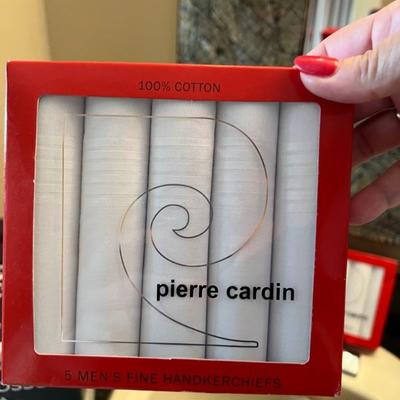 100% COTTON
pierre cardin
5 MEN'S FINE HANDKERCHIEFS